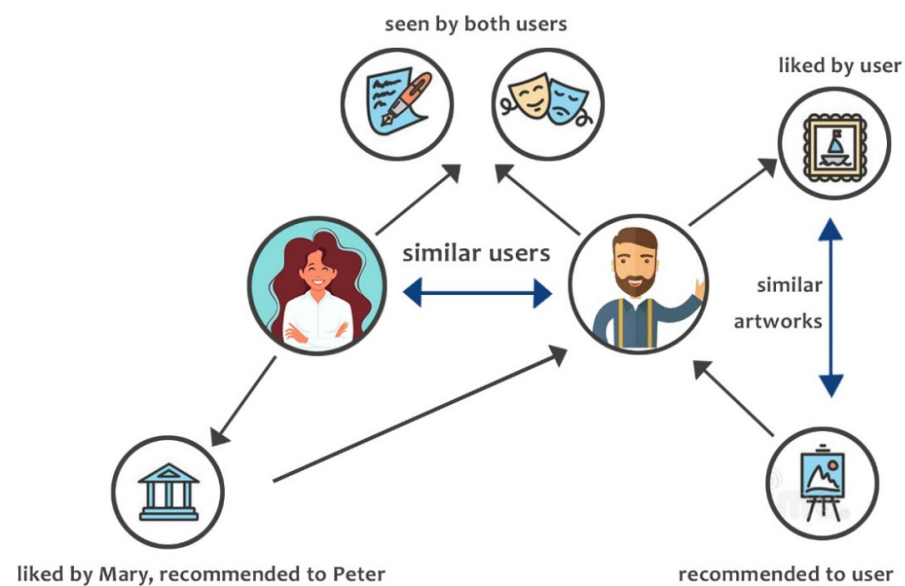 seen by both users
liked by user
similar users
similar
artworks
liked by Mary, recommended to Peter
recommended to user